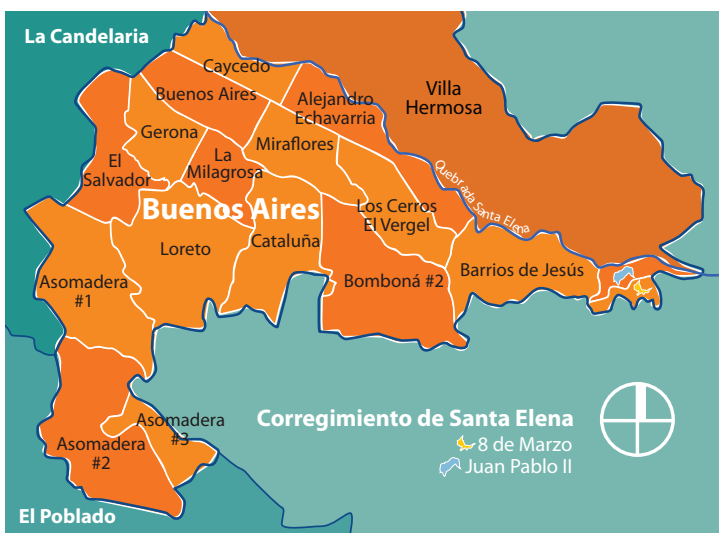 La Candelaria
Caycedo
Buenos Aires
Alejandro
Echavarria
Villa
Hermosa
Gerona
Miraflores
El
Salvador
La
Milagrosa
Quebrada Santa Elena
Buenos Aires
Los Cerros
El Vergel
Loreto
Cataluña
Barrios de Jesús
Asomadera
#1
Bomboná #2
Asomadera
#3
Asomadera
#2
Corregimiento de Santa Elena
8 de Marzo
Juan Pablo II
El Poblado